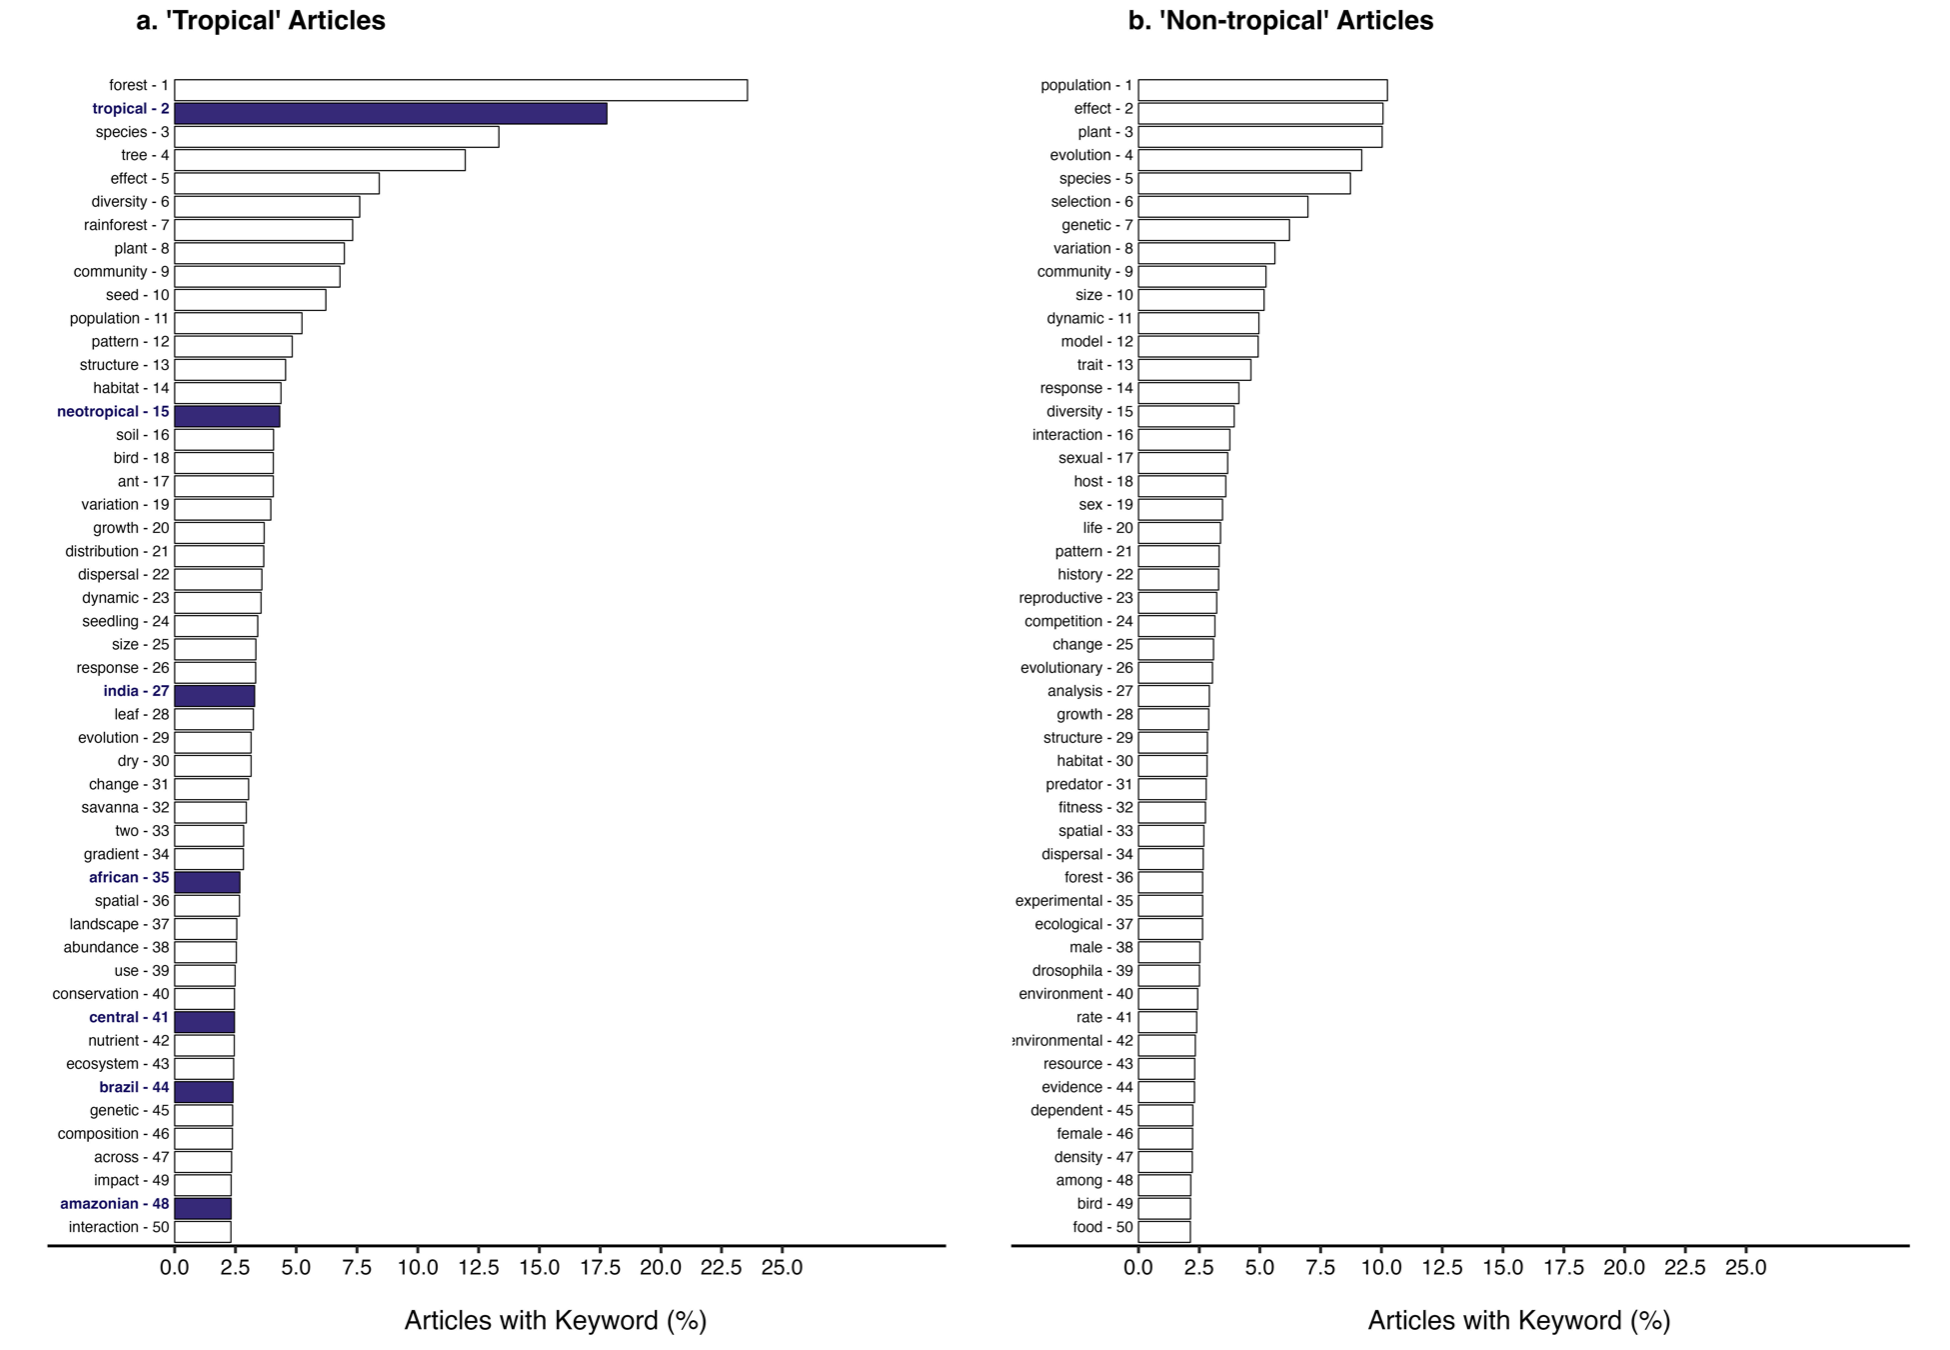 a. 'Tropical' Articles
forest - 1
tropical - 2
species - 3
tree - 4
effect - 5
diversity - 6
rainforest - 7
plant - 8
community - 9
seed - 10
population - 11
pattern - 12
structure - 13
habitat - 14
neotropical - 15
soil - 16
bird - 18
ant - 17
variation - 19
growth - 20
distribution - 21
dispersal - 22
dynamic - 23
seedling - 24
size - 25
response - 26
india - 27
leaf - 28
evolution - 29
dry - 30
change - 31
savanna - 32
two - 33
gradient - 34
african - 35
spatial - 36
landscape - 37
abundance - 38
use - 39
conservation - 40
central - 41
nutrient - 42
ecosystem - 43
brazil - 44
genetic - 45
composition - 46
across - 47
impact - 49
amazonian - 48
interaction - 50
0.0 2.5 5.0 7.5 10.0 12.5 15.0 17.5 20.0 22.5 25.0
Articles with Keyword (%)
b. 'Non-tropical' Articles
population - 1
effect - 2
plant - 3
evolution - 4
species - 5
selection - 6
genetic - 7
variation - 8
community - 9
size - 10
dynamic - 11
model - 12
trait - 13
response - 14
diversity - 15
interaction - 16
sexual - 17
host - 18
sex - 19
life - 20
pattern - 21
history - 22
reproductive - 23
competition - 24
change - 25
evolutionary - 26
analysis - 27
growth - 28
structure - 29
habitat - 30
predator - 31
fitness - 32
spatial - 33
dispersal - 34
forest - 36
experimental - 35
ecological - 37
male - 38
drosophila - 39
environment - 40
rate - 41
environmental - 42
resource - 43
evidence - 44
dependent - 45
female - 46
density - 47
among - 48
bird - 49
food - 50
0.0 2.5 5.0 7.5 10.0 12.5 15.0 17.5 20.0 22.5 25.0
Articles with Keyword (%)